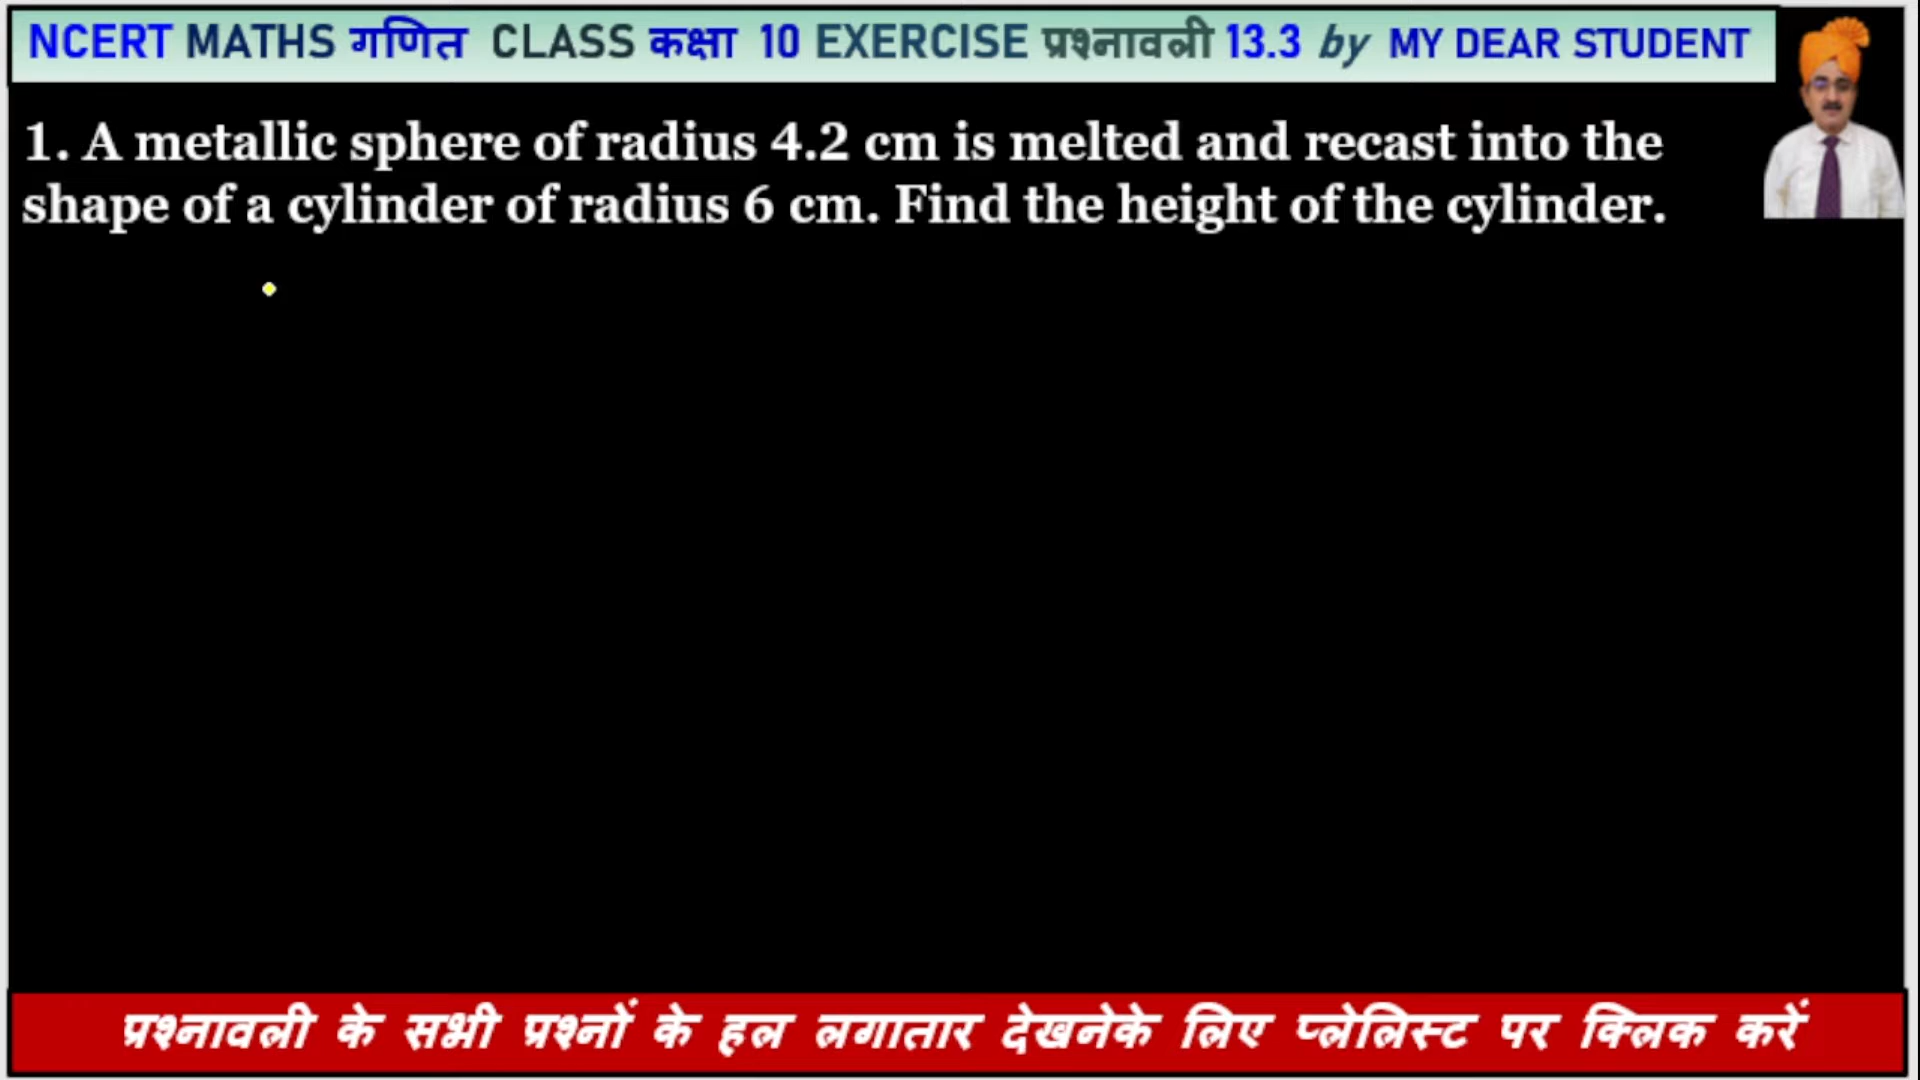 NCERT MATHS गणित CLASS कक्षा 10 EXERCISE प्रश्नावली 13.3 by MY DEAR STUDENT
1. A metallic sphere of radius 4.2 cm is melted and recast into the
shape of a cylinder of radius 6 cm. Find the height of the cylinder.
प्रश्नावली के सभी प्रश्नों के हल लगातार देखनेके लिए प्लेलिस्ट पर क्लिक करें